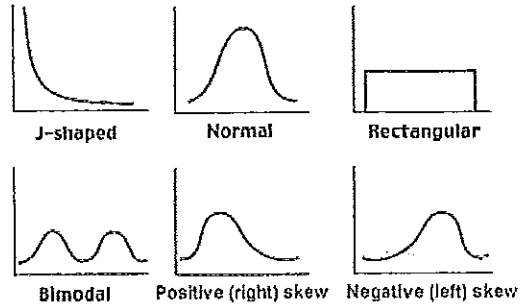 J-shaped
Normal
Rectangular
Bimodal
Positive (right) skew
Negative (left) skew